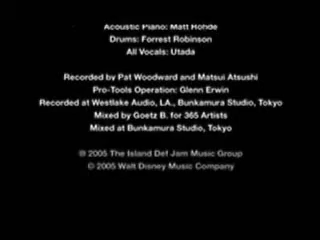 Acoustic Piano: Matt Rohde
Drums: Forrest Robinson
All Vocals: Utada
Recorded by Pat Woodward and Matsui Atsushi
Pro-Tools Operation: Glenn Erwin
Recorded at Westlake Audio, LA., Bunkamura Studio, Tokyo
Mixed by Goetz B. for 365 Artists
Mixed at Bunkamura Studio, Tokyo
℗ 2005 The Island Def Jam Music Group
© 2005 Walt Disney Music Company